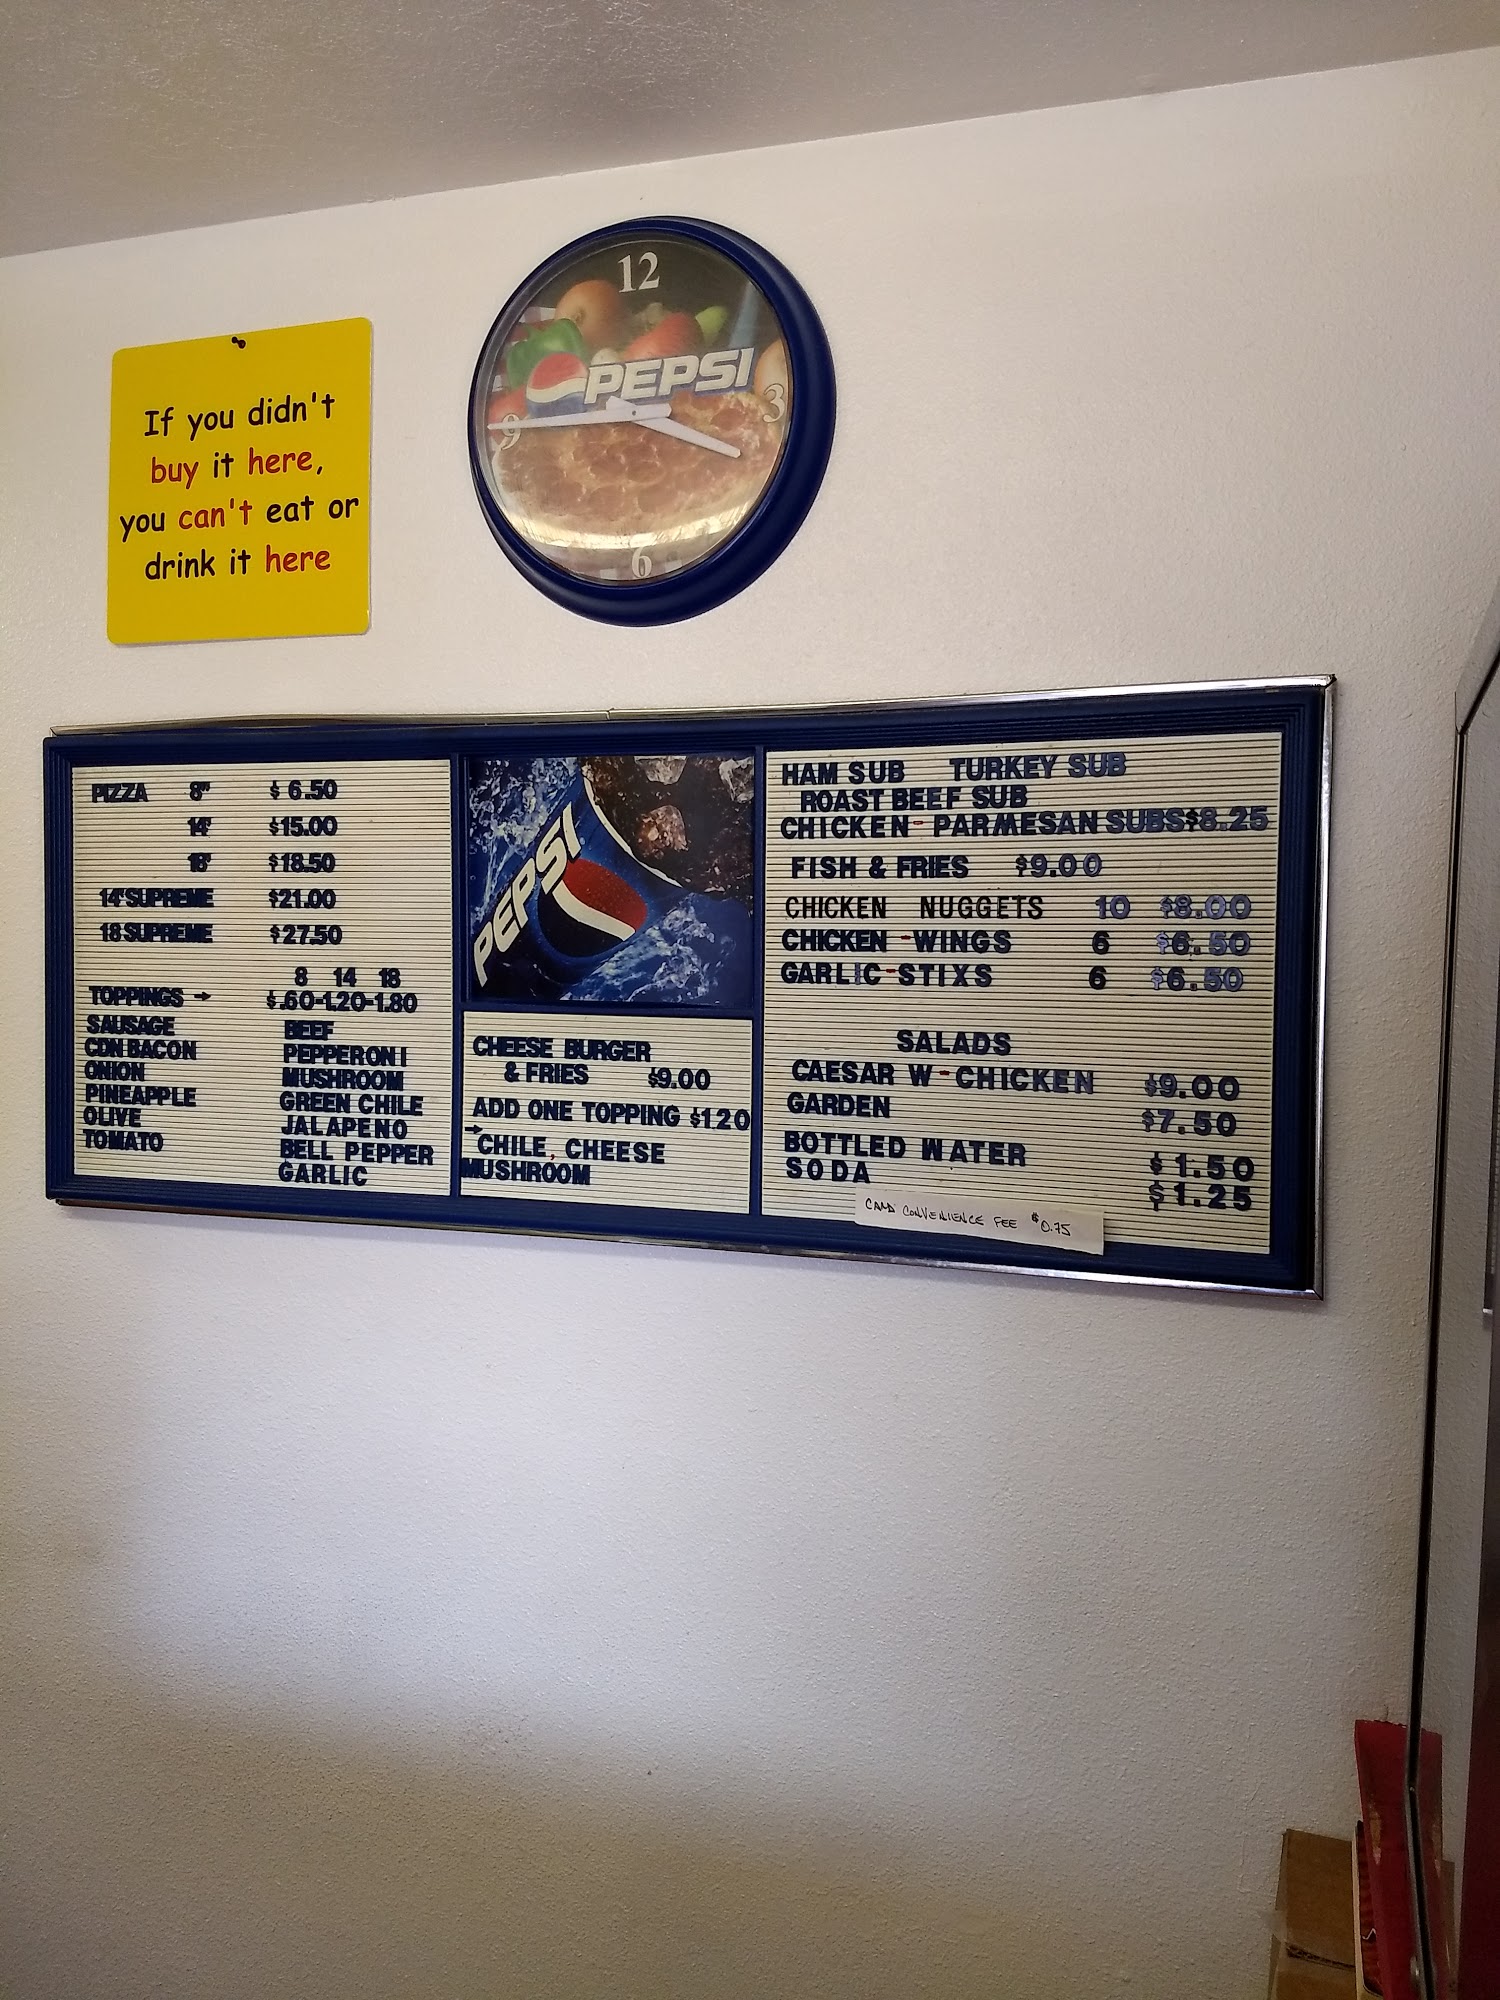 If you didn't
buy it here,
you can't eat or
drink it here
12
PEPSI
9
3
6
PIZZA 8" $ 6.50
14" $15.00
18" $18.50
14"SUPREME $21.00
18 SUPREME $27.50
8 14 18
TOPPINGS → $.60-1.20-1.80
SAUSAGE BEEF
CDN BACON PEPPERONI
ONION MUSHROOM
PINEAPPLE GREEN CHILE
OLIVE JALAPENO
TOMATO BELL PEPPER
GARLIC
PEPSI
CHEESE BURGER
& FRIES $9.00
ADD ONE TOPPING $1.20
→
CHILE, CHEESE
MUSHROOM
HAM SUB TURKEY SUB
ROAST BEEF SUB
CHICKEN-PARMESAN SUBS $8.25
FISH & FRIES $9.00
CHICKEN NUGGETS 10 $8.00
CHICKEN-WINGS 6 $6.50
GARLIC-STIXS 6 $6.50
SALADS
CAESAR W-CHICKEN $9.00
GARDEN $7.50
BOTTLED WATER $1.50
SODA $1.25
CARD CONVENIENCE FEE $0.75